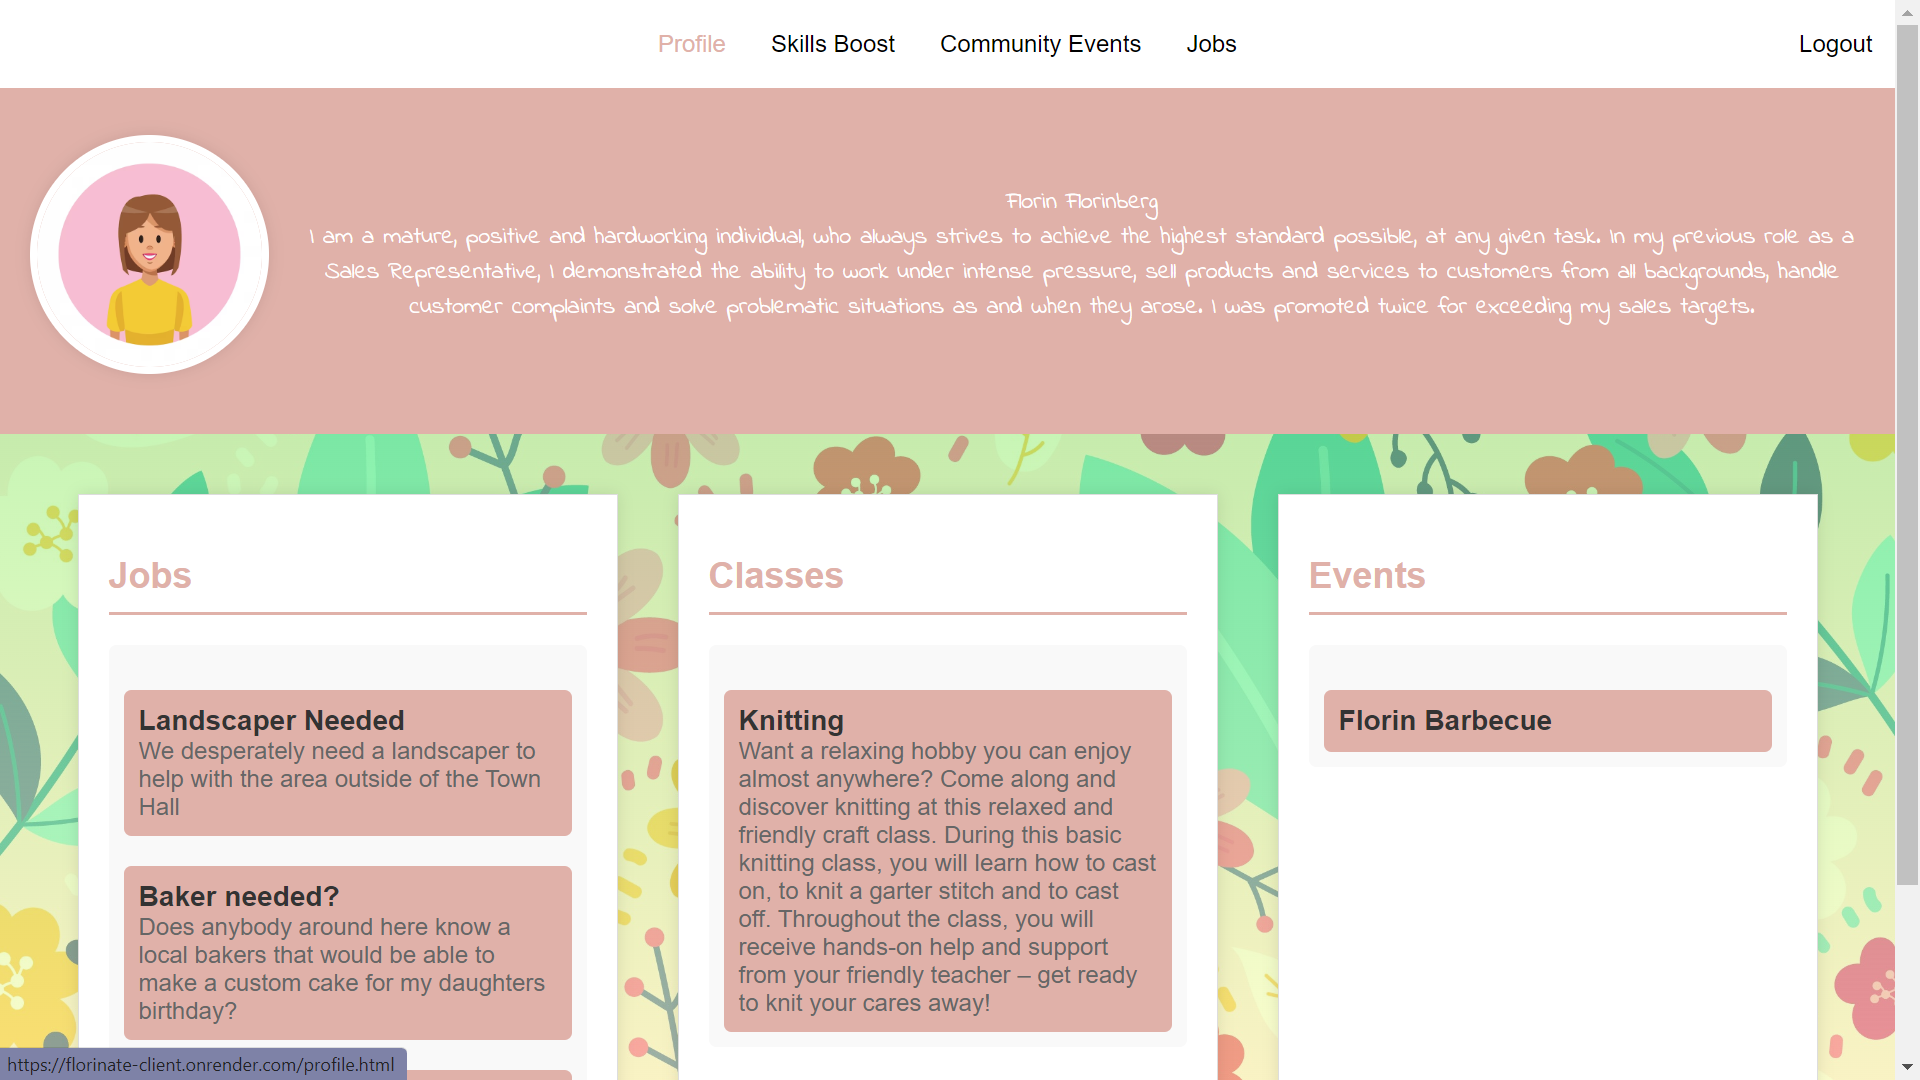 Profile Skills Boost Community Events Jobs Logout
Florin Florinberg
I am a mature, positive and hardworking individual, who always strives to achieve the highest standard possible, at any given task. In my previous role as a
Sales Representative, I demonstrated the ability to work under intense pressure, sell products and services to customers from all backgrounds, handle
customer complaints and solve problematic situations as and when they arose. I was promoted twice for exceeding my sales targets.
Jobs
Landscaper Needed
We desperately need a landscaper to
help with the area outside of the Town
Hall
Baker needed?
Does anybody around here know a
local bakers that would be able to
make a custom cake for my daughters
birthday?
Classes
Knitting
Want a relaxing hobby you can enjoy
almost anywhere? Come along and
discover knitting at this relaxed and
friendly craft class. During this basic
knitting class, you will learn how to cast
on, to knit a garter stitch and to cast
off. Throughout the class, you will
receive hands-on help and support
from your friendly teacher – get ready
to knit your cares away!
Events
Florin Barbecue
https://florinate-client.onrender.com/profile.html